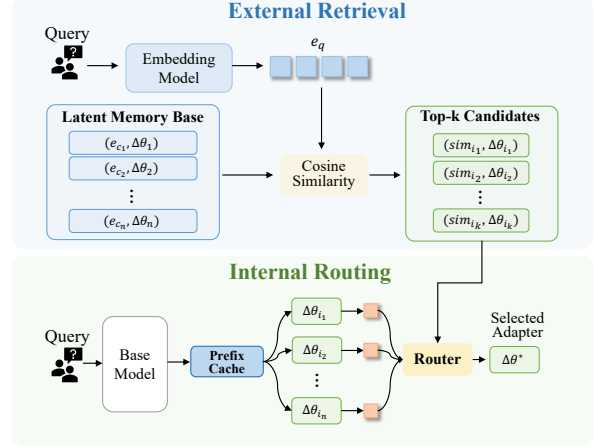 External Retrieval
Query
Embedding
Model
e_q
Latent Memory Base
(e_{c_1}, Δθ_1)
(e_{c_2}, Δθ_2)
⋮
(e_{c_n}, Δθ_n)
Cosine
Similarity
Top-k Candidates
(sim_{i_1}, Δθ_{i_1})
(sim_{i_2}, Δθ_{i_2})
⋮
(sim_{i_k}, Δθ_{i_k})
Internal Routing
Query
Base
Model
Prefix
Cache
Δθ_{i_1}
Δθ_{i_2}
⋮
Δθ_{i_n}
Router
Selected
Adapter
Δθ*